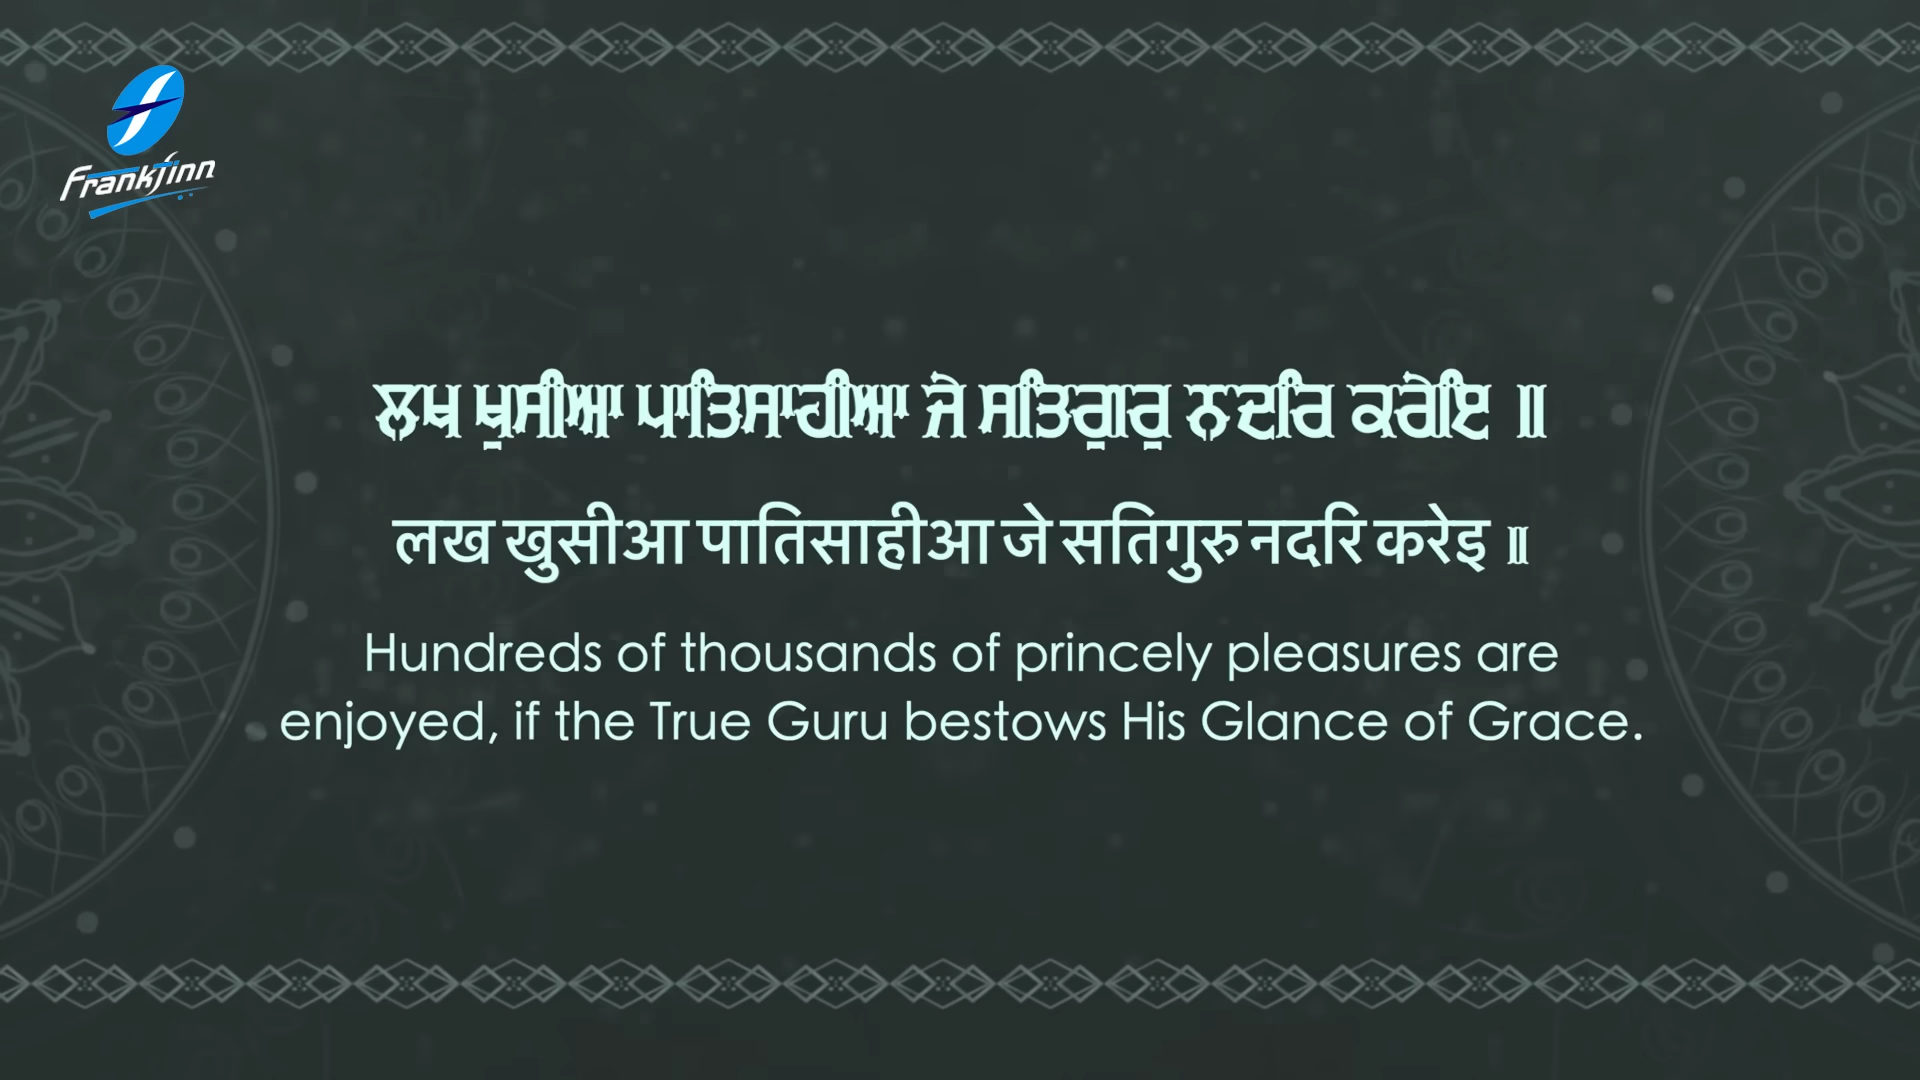 Frankfinn
ਲਖ ਖੁਸੀਆ ਪਾਤਿਸਾਹੀਆ ਜੇ ਸਤਿਗੁਰੁ ਨਦਰਿ ਕਰੇਇ ॥
लख खुसीआ पातिसाहीआ जे सतिगुरु नदरि करेइ ॥
Hundreds of thousands of princely pleasures are
enjoyed, if the True Guru bestows His Glance of Grace.